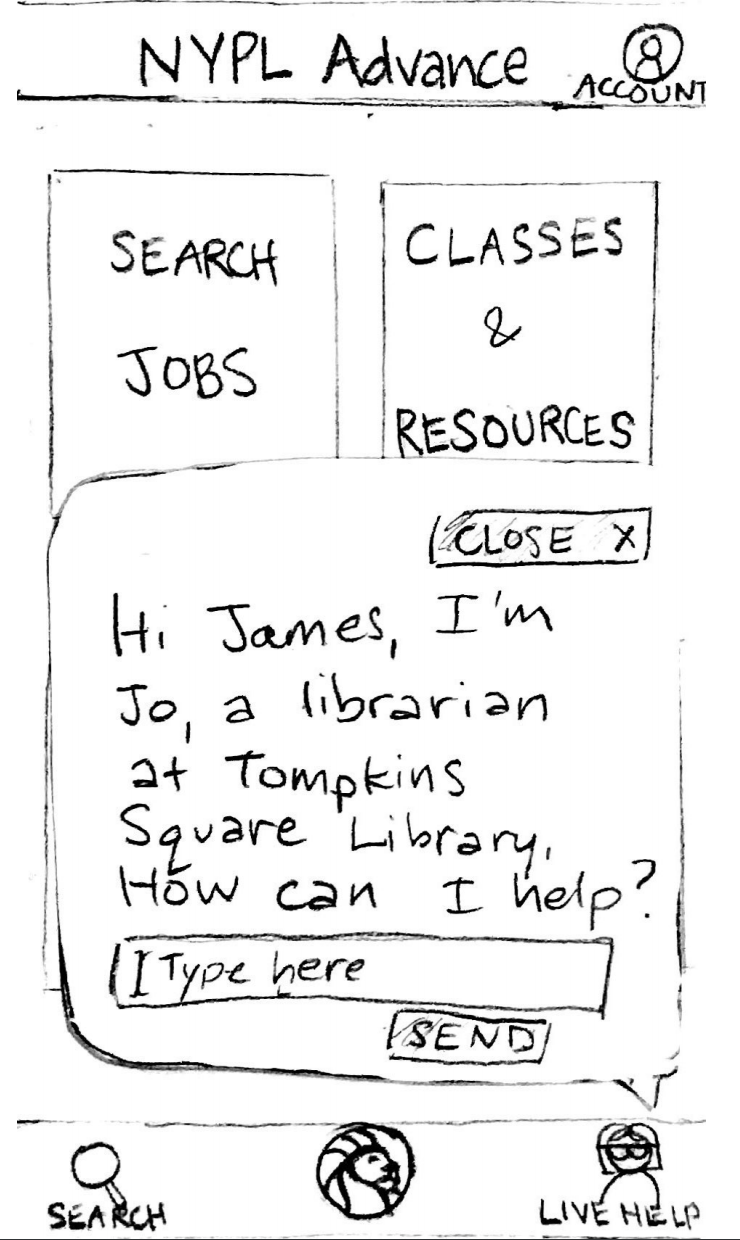 NYPL Advance
ACCOUNT
SEARCH
JOBS
CLASSES
&
RESOURCES
CLOSE X
Hi James, I'm
Jo, a librarian
at Tompkins
Square Library.
How can I help?
Type here
SEND
SEARCH
LIVE HELP